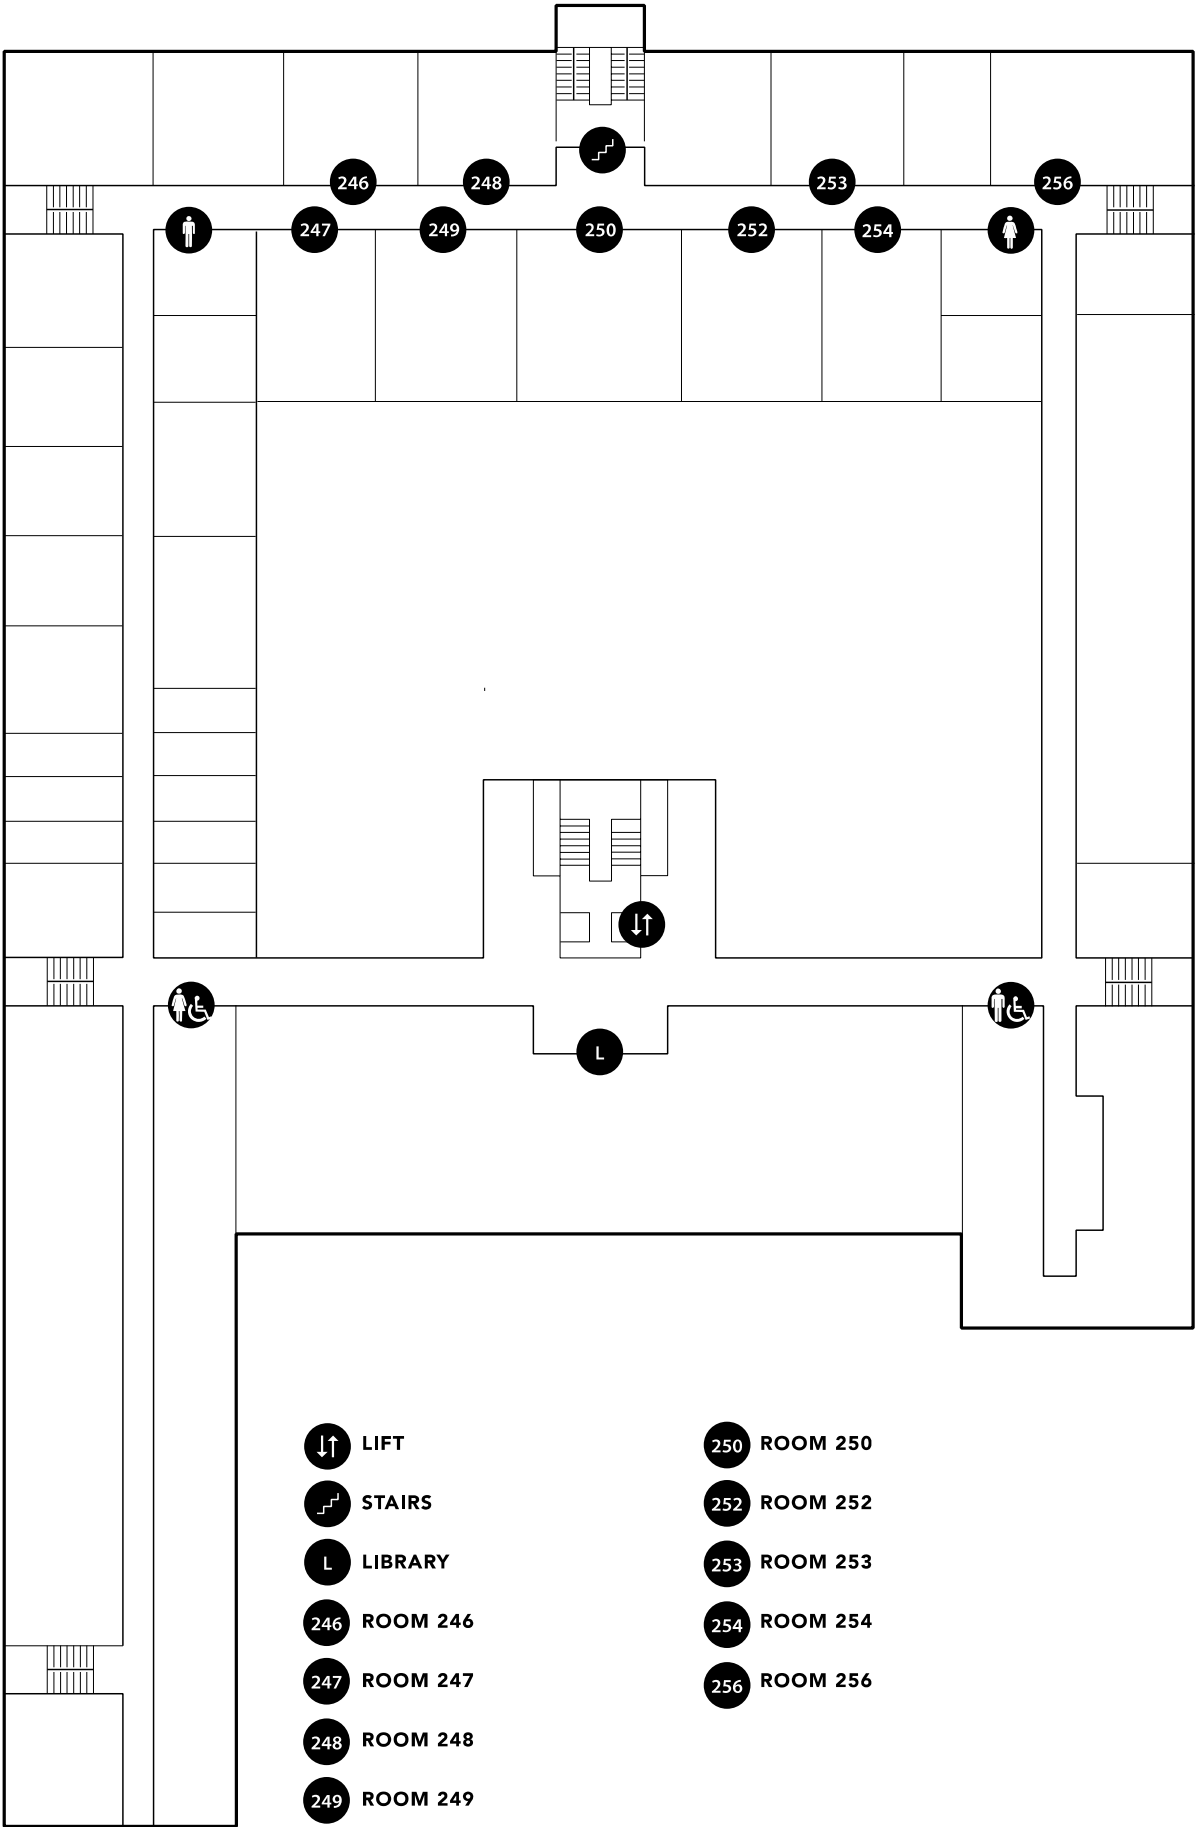 246
248
253
256
247
249
250
252
254
L
LIFT
STAIRS
L LIBRARY
246 ROOM 246
247 ROOM 247
248 ROOM 248
249 ROOM 249
250 ROOM 250
252 ROOM 252
253 ROOM 253
254 ROOM 254
256 ROOM 256